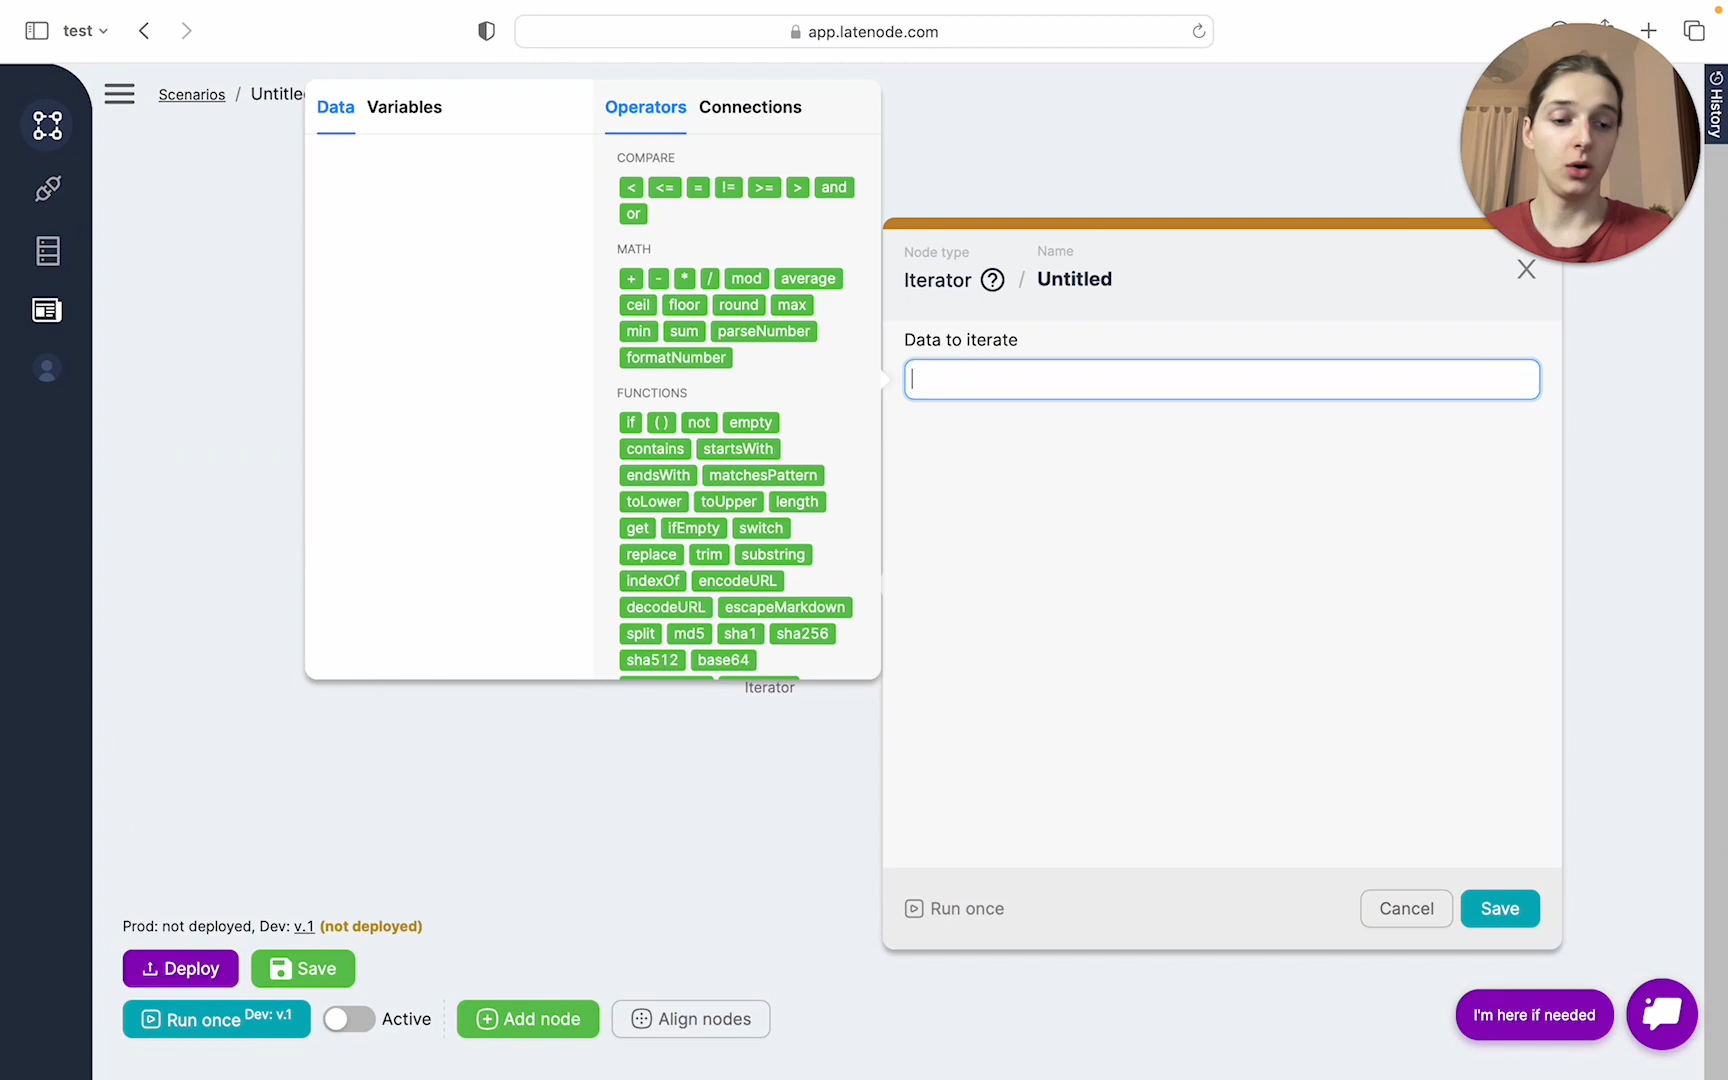 test
app.latenode.com
History
Scenarios / Untitle
Data Variables
Operators Connections
COMPARE
< <= = != >= > and
or
MATH
+ - * / mod average
ceil floor round max
min sum parseNumber
formatNumber
FUNCTIONS
if ( ) not empty
contains startsWith
endsWith matchesPattern
toLower toUpper length
get ifEmpty switch
replace trim substring
indexOf encodeURL
decodeURL escapeMarkdown
split md5 sha1 sha256
sha512 base64
Iterator
Node type Name
Iterator ? / Untitled
X
Data to iterate
Run once
Cancel Save
Prod: not deployed, Dev: v.1 (not deployed)
Deploy Save
Run once Dev: v.1 Active Add node Align nodes
I'm here if needed